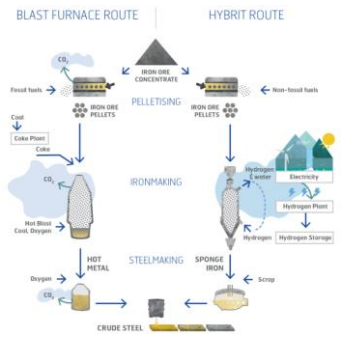 BLAST FURNACE ROUTE
HYBRIT ROUTE
CO₂
IRON ORE
CONCENTRATE
Fossil fuels
Non-fossil fuels
PELLETISING
IRON ORE
PELLETS
IRON ORE
PELLETS
Coal
Coke Plant
Coke
CO₂
IRONMAKING
Hydrogen
& water
Electricity
Hydrogen Plant
Hot Blast
Coal, Oxygen
Hydrogen
Hydrogen Storage
HOT
METAL
STEELMAKING
SPONGE
IRON
Oxygen
Scrap
CO₂
CRUDE STEEL